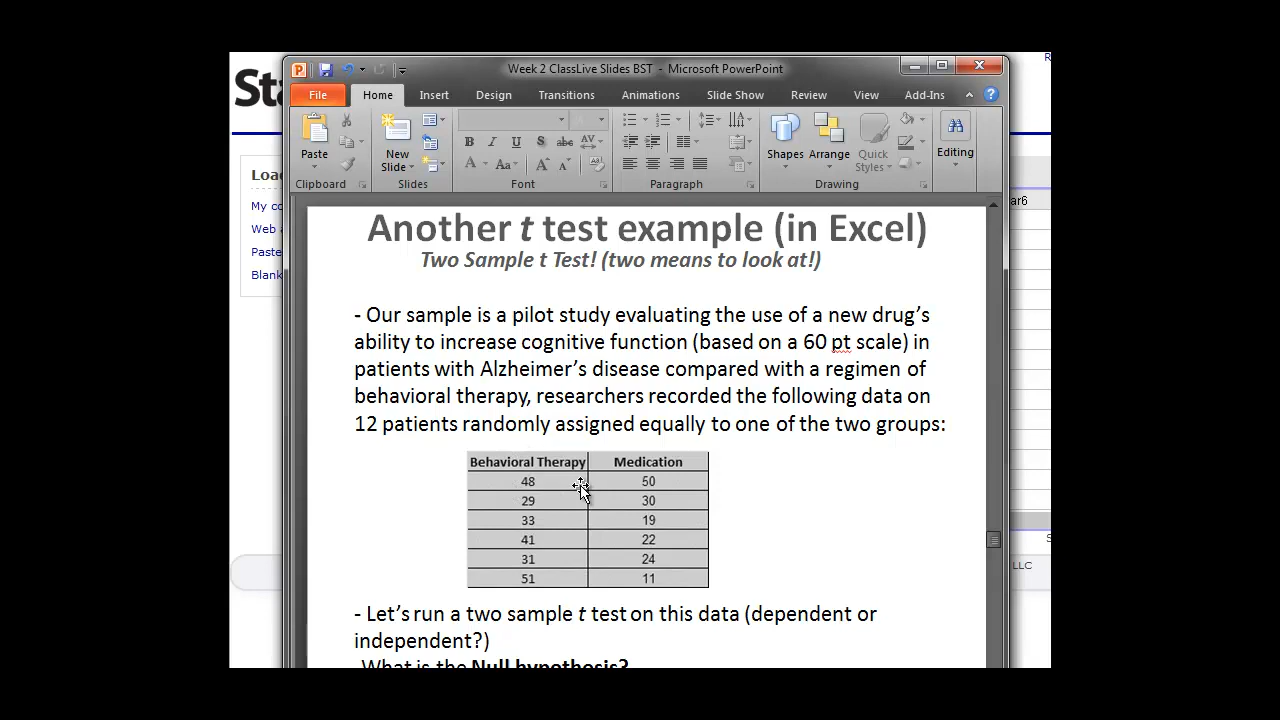 Week 2 ClassLive Slides BST - Microsoft PowerPoint
File Home Insert Design Transitions Animations Slide Show Review View Add-Ins
Paste New Slide Shapes Arrange Quick Styles Editing
Clipboard Slides Font Paragraph Drawing
Another t test example (in Excel)
Two Sample t Test! (two means to look at!)
- Our sample is a pilot study evaluating the use of a new drug's
ability to increase cognitive function (based on a 60 pt scale) in
patients with Alzheimer's disease compared with a regimen of
behavioral therapy, researchers recorded the following data on
12 patients randomly assigned equally to one of the two groups:
Behavioral Therapy Medication
48 50
29 30
33 19
41 22
31 24
51 11
- Let's run a two sample t test on this data (dependent or
independent?)
What is the Null hypothesis?
My
Web
Paste
Blank
ar6
LLC